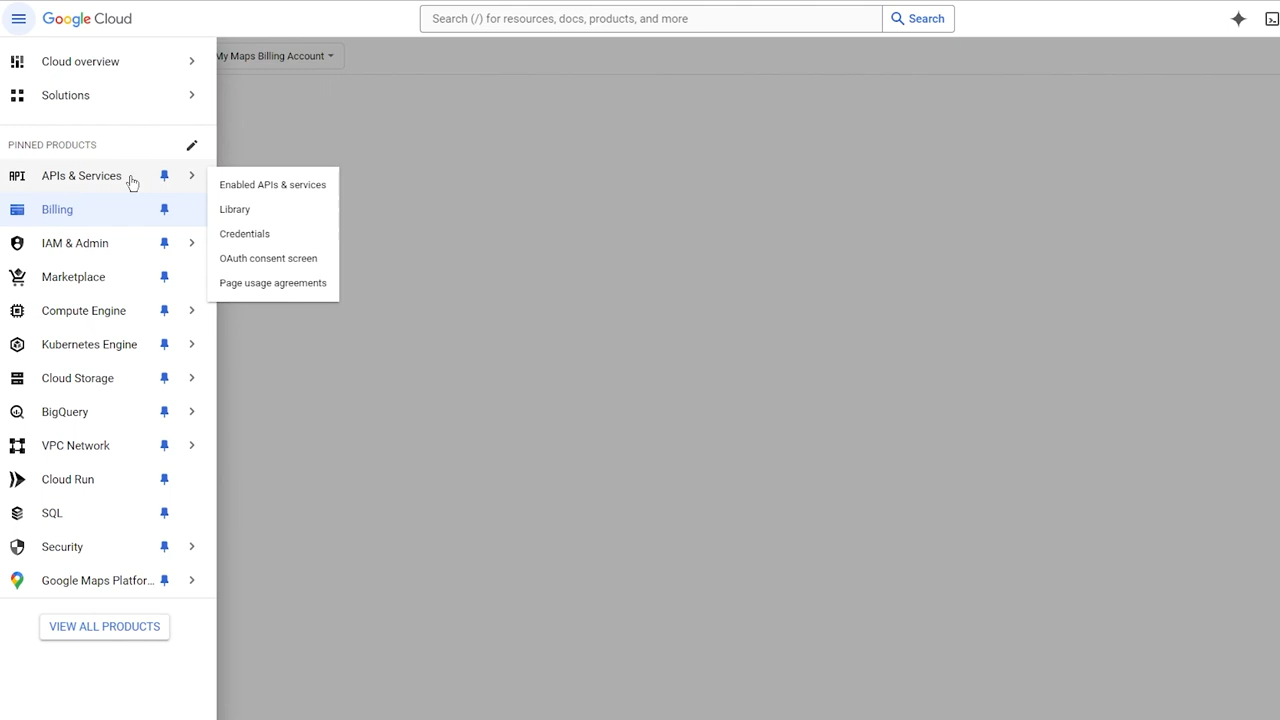 Google Cloud
Search (/) for resources, docs, products, and more
Search
My Maps Billing Account
Cloud overview
Solutions
PINNED PRODUCTS
API APIs & Services
Billing
IAM & Admin
Marketplace
Compute Engine
Kubernetes Engine
Cloud Storage
BigQuery
VPC Network
Cloud Run
SQL
Security
Google Maps Platfor...
VIEW ALL PRODUCTS
Enabled APIs & services
Library
Credentials
OAuth consent screen
Page usage agreements